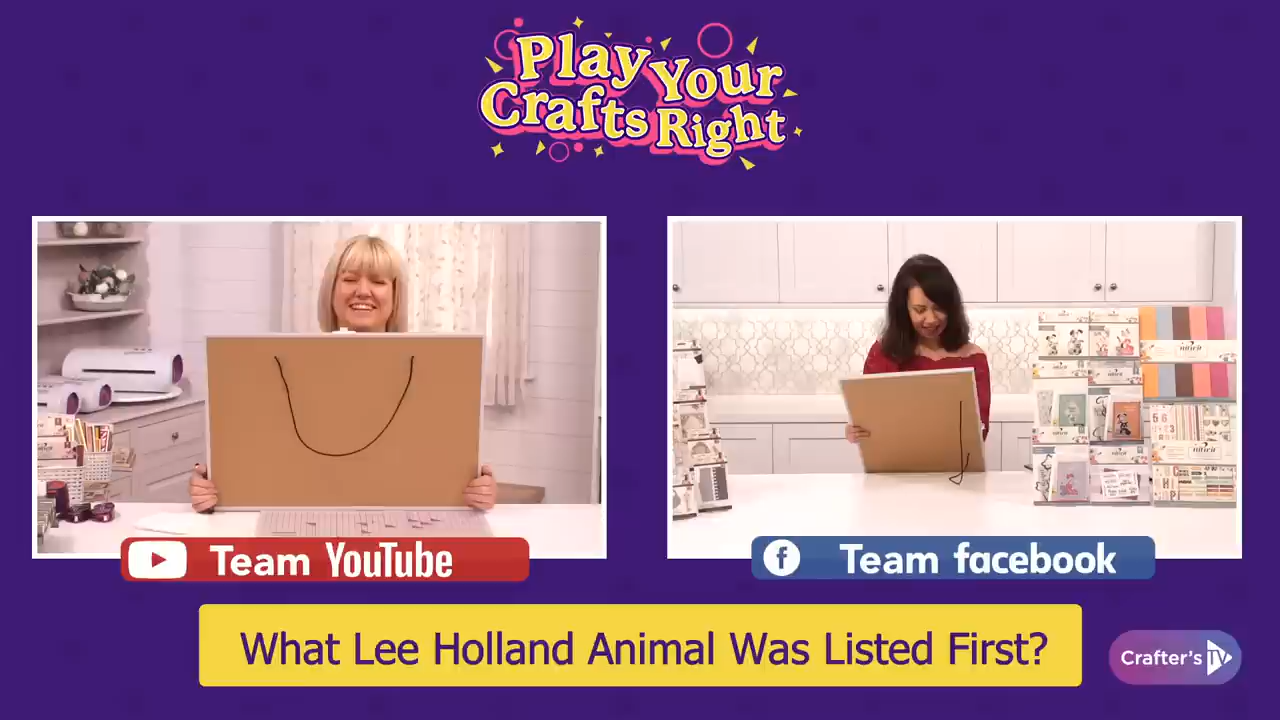 Play Your
Crafts Right
Team YouTube
Team facebook
What Lee Holland Animal Was Listed First?
Crafter's TV